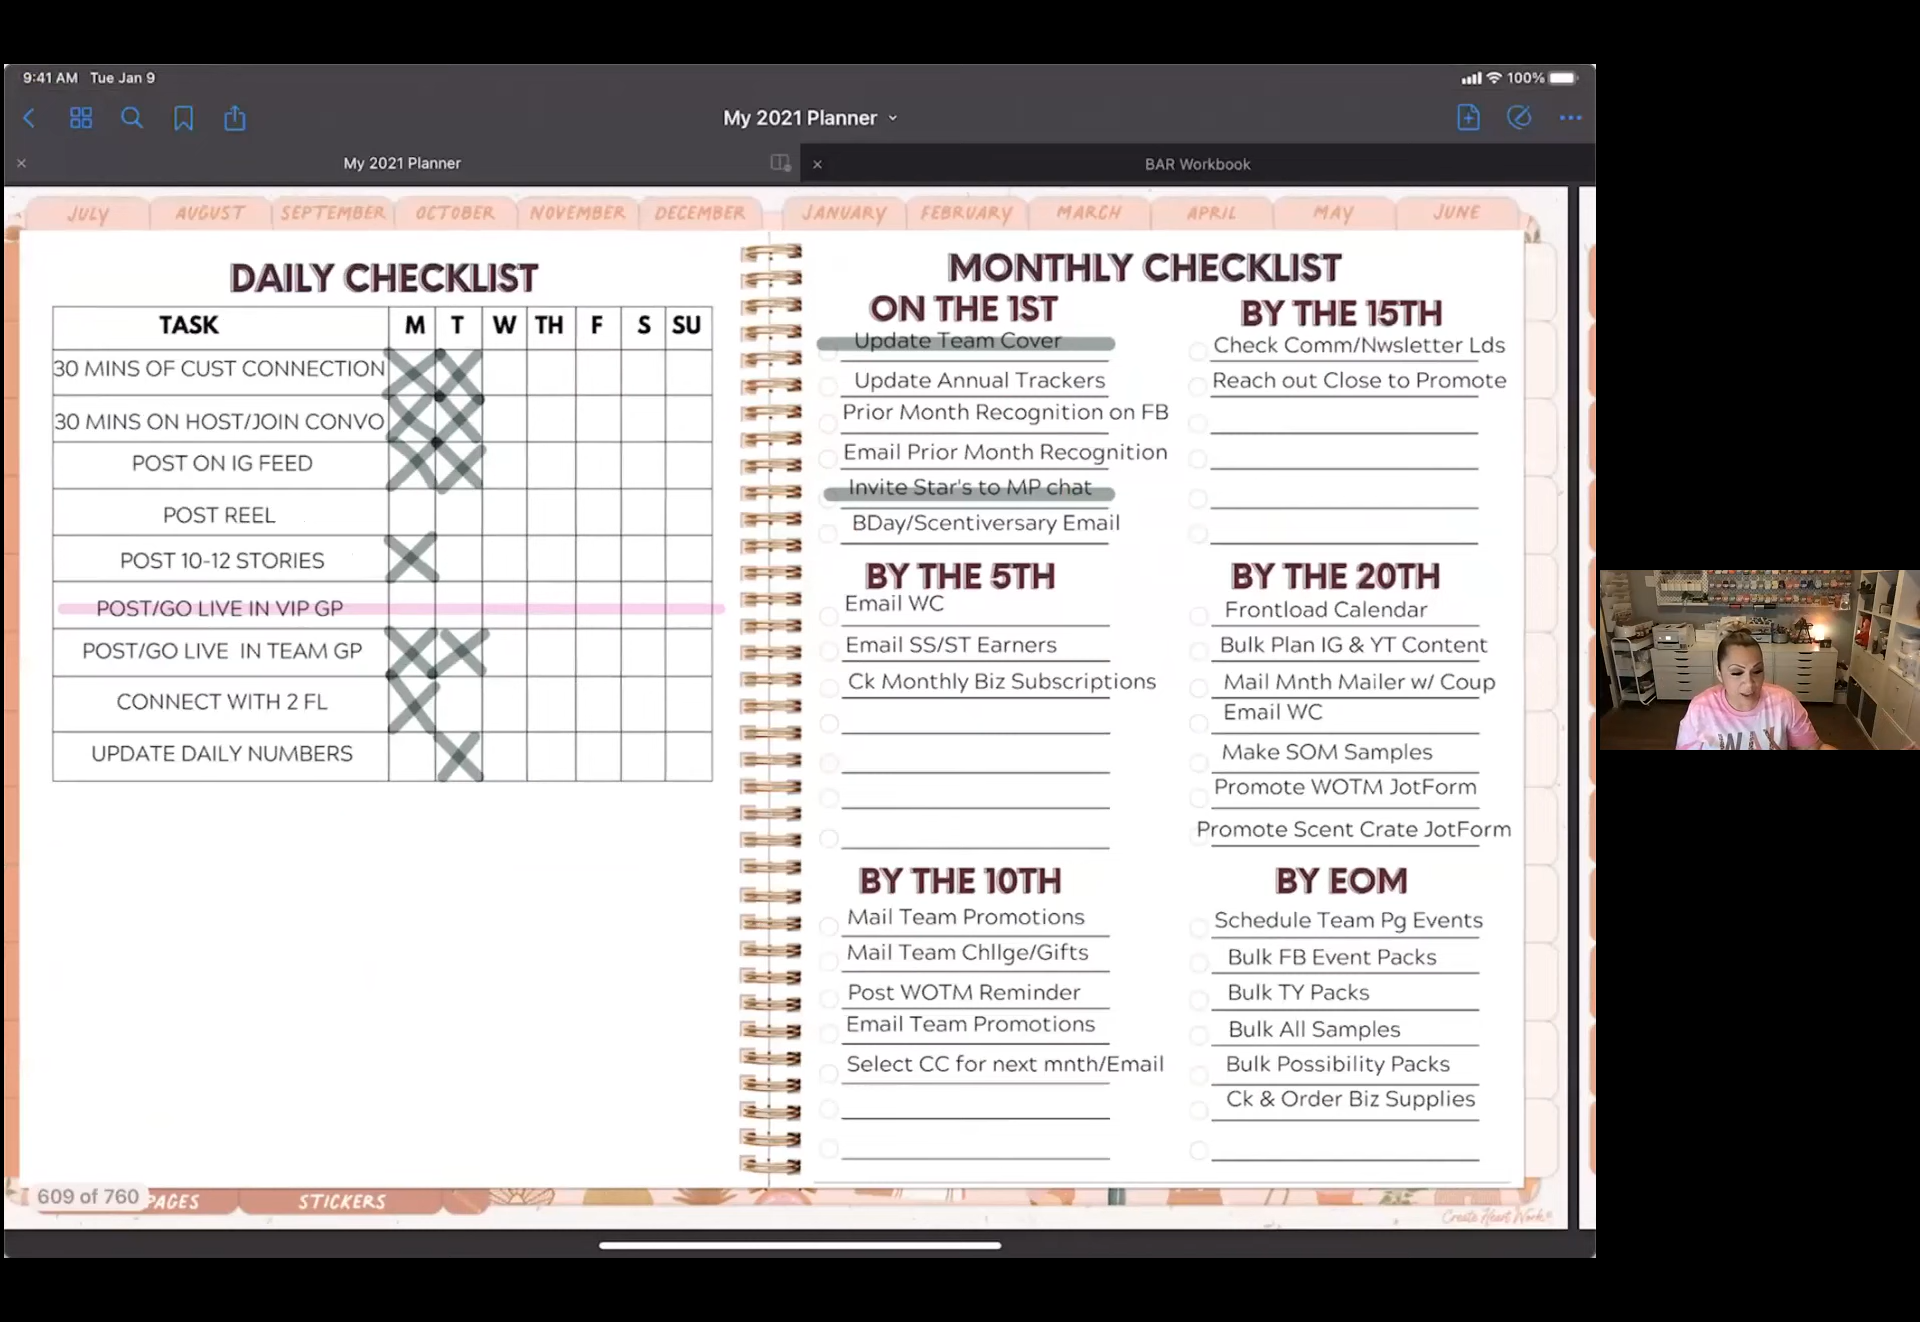 9:41 AM Tue Jan 9
100%
My 2021 Planner
My 2021 Planner
BAR Workbook
JULY AUGUST SEPTEMBER OCTOBER NOVEMBER DECEMBER JANUARY FEBRUARY MARCH APRIL MAY JUNE
DAILY CHECKLIST
TASK M T W TH F S SU
30 MINS OF CUST CONNECTION
30 MINS ON HOST/JOIN CONVO
POST ON IG FEED
POST REEL
POST 10-12 STORIES
POST/GO LIVE IN VIP GP
POST/GO LIVE IN TEAM GP
CONNECT WITH 2 FL
UPDATE DAILY NUMBERS
MONTHLY CHECKLIST
ON THE 1ST
Update Team Cover
Update Annual Trackers
Prior Month Recognition on FB
Email Prior Month Recognition
Invite Star's to MP chat
BDay/Scentiversary Email
BY THE 5TH
Email WC
Email SS/ST Earners
Ck Monthly Biz Subscriptions
BY THE 10TH
Mail Team Promotions
Mail Team Chllge/Gifts
Post WOTM Reminder
Email Team Promotions
Select CC for next mnth/Email
BY THE 15TH
Check Comm/Nwsletter Lds
Reach out Close to Promote
BY THE 20TH
Frontload Calendar
Bulk Plan IG & YT Content
Mail Mnth Mailer w/ Coup
Email WC
Make SOM Samples
Promote WOTM JotForm
Promote Scent Crate JotForm
BY EOM
Schedule Team Pg Events
Bulk FB Event Packs
Bulk TY Packs
Bulk All Samples
Bulk Possibility Packs
Ck & Order Biz Supplies
609 of 760
PAGES
STICKERS
Create Heart Work
WAX